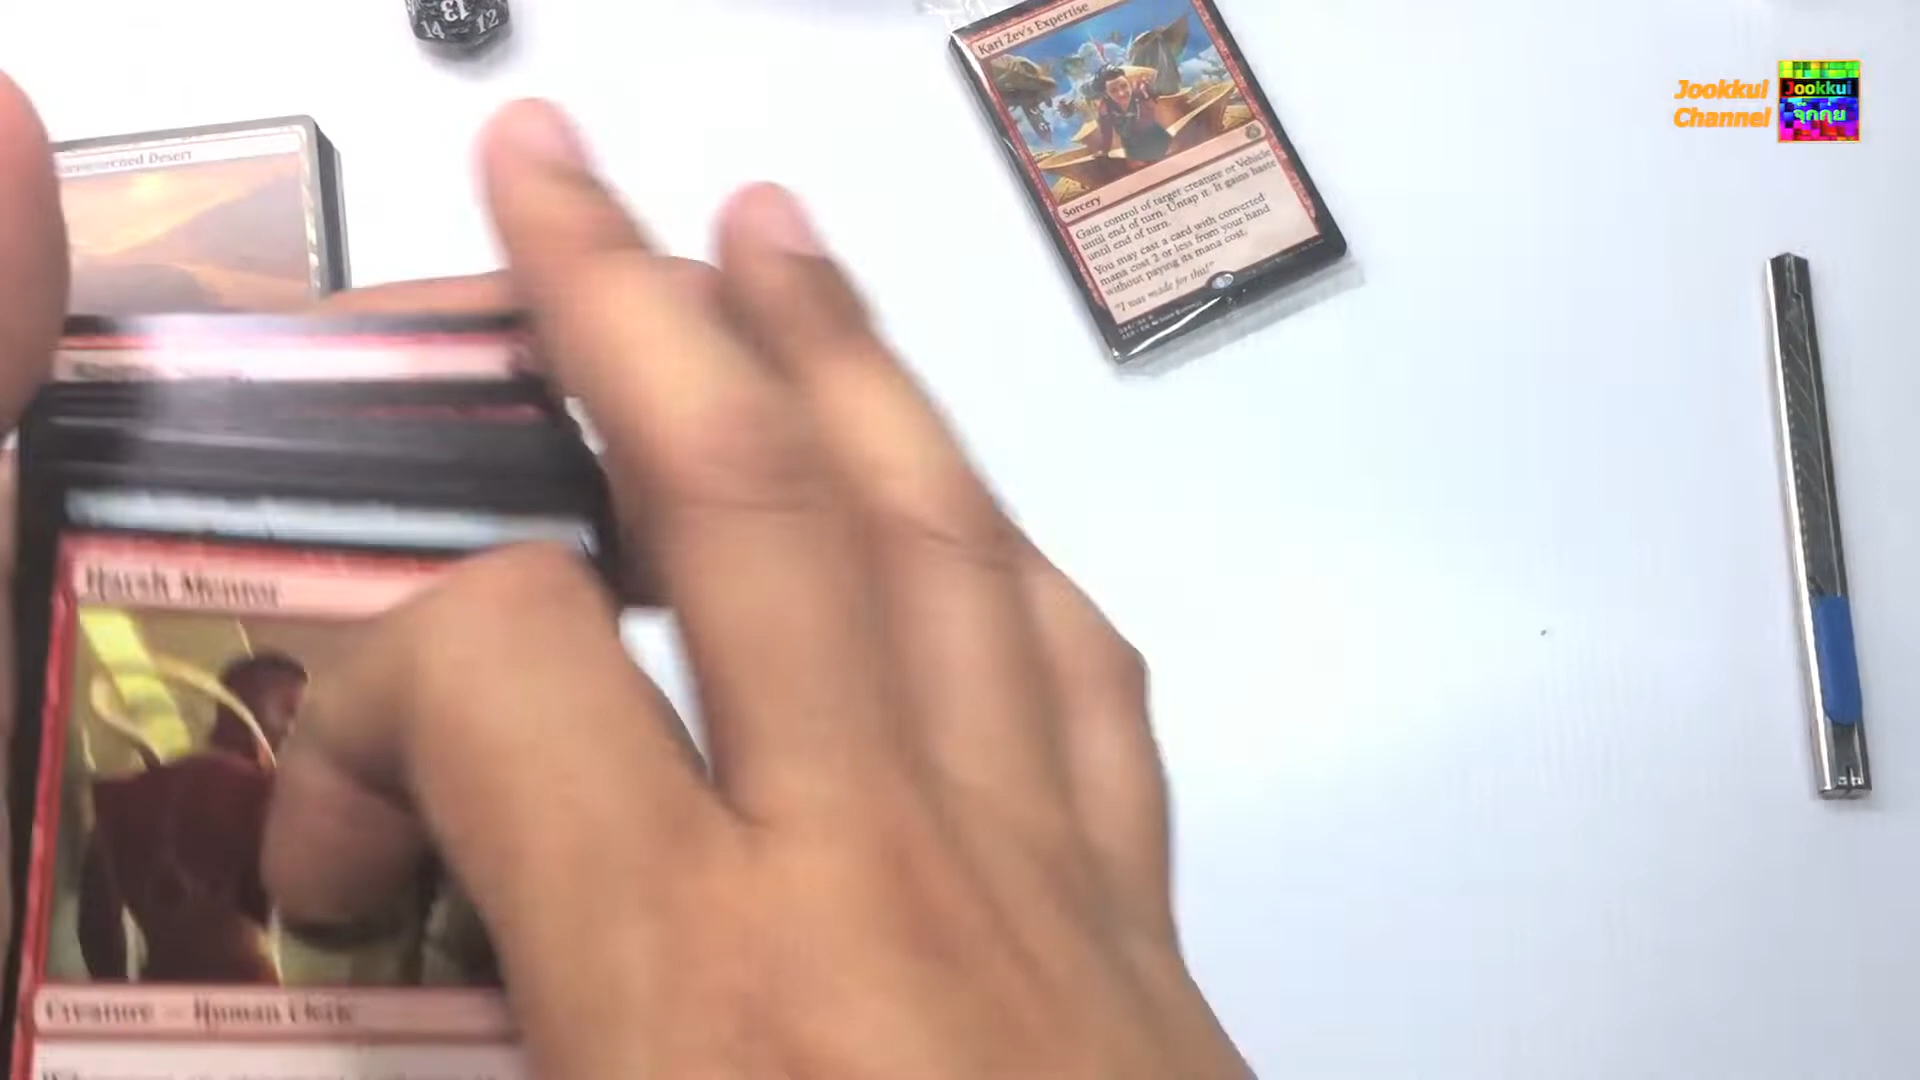 13
14
12
Kari Zev's Expertise
Sorcery
Gain control of target creature or Vehicle
until end of turn. Untap it. It gains haste
until end of turn.
You may cast a card with converted
mana cost 2 or less from your hand
without paying its mana cost.
"I was made for this!"
Jookkui
Channel
Jookkui
จุ๊กกุ่ย
Desert
Harsh Mentor
Creature — Human Cleric